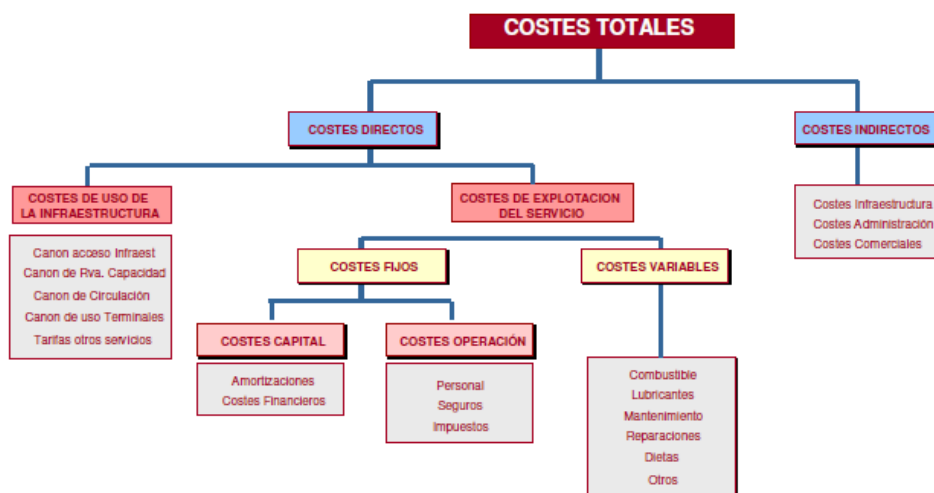 COSTES TOTALES
COSTES DIRECTOS
COSTES INDIRECTOS
COSTES DE USO DE
LA INFRAESTRUCTURA
COSTES DE EXPLOTACION
DEL SERVICIO
Costes Infraestructura
Costes Administración
Costes Comerciales
Canon acceso Infraest
Canon de Rva. Capacidad
Canon de Circulación
Canon de uso Terminales
Tarifas otros servicios
COSTES FIJOS
COSTES VARIABLES
COSTES CAPITAL
COSTES OPERACIÓN
Amortizaciones
Costes Financieros
Personal
Seguros
Impuestos
Combustible
Lubricantes
Mantenimiento
Reparaciones
Dietas
Otros